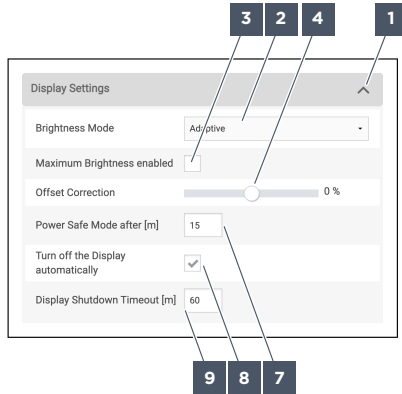 3 2 4 1
Display Settings
Brightness Mode Adaptive
Maximum Brightness enabled
Offset Correction 0 %
Power Safe Mode after [m] 15
Turn off the Display
automatically
Display Shutdown Timeout [m] 60
9 8 7